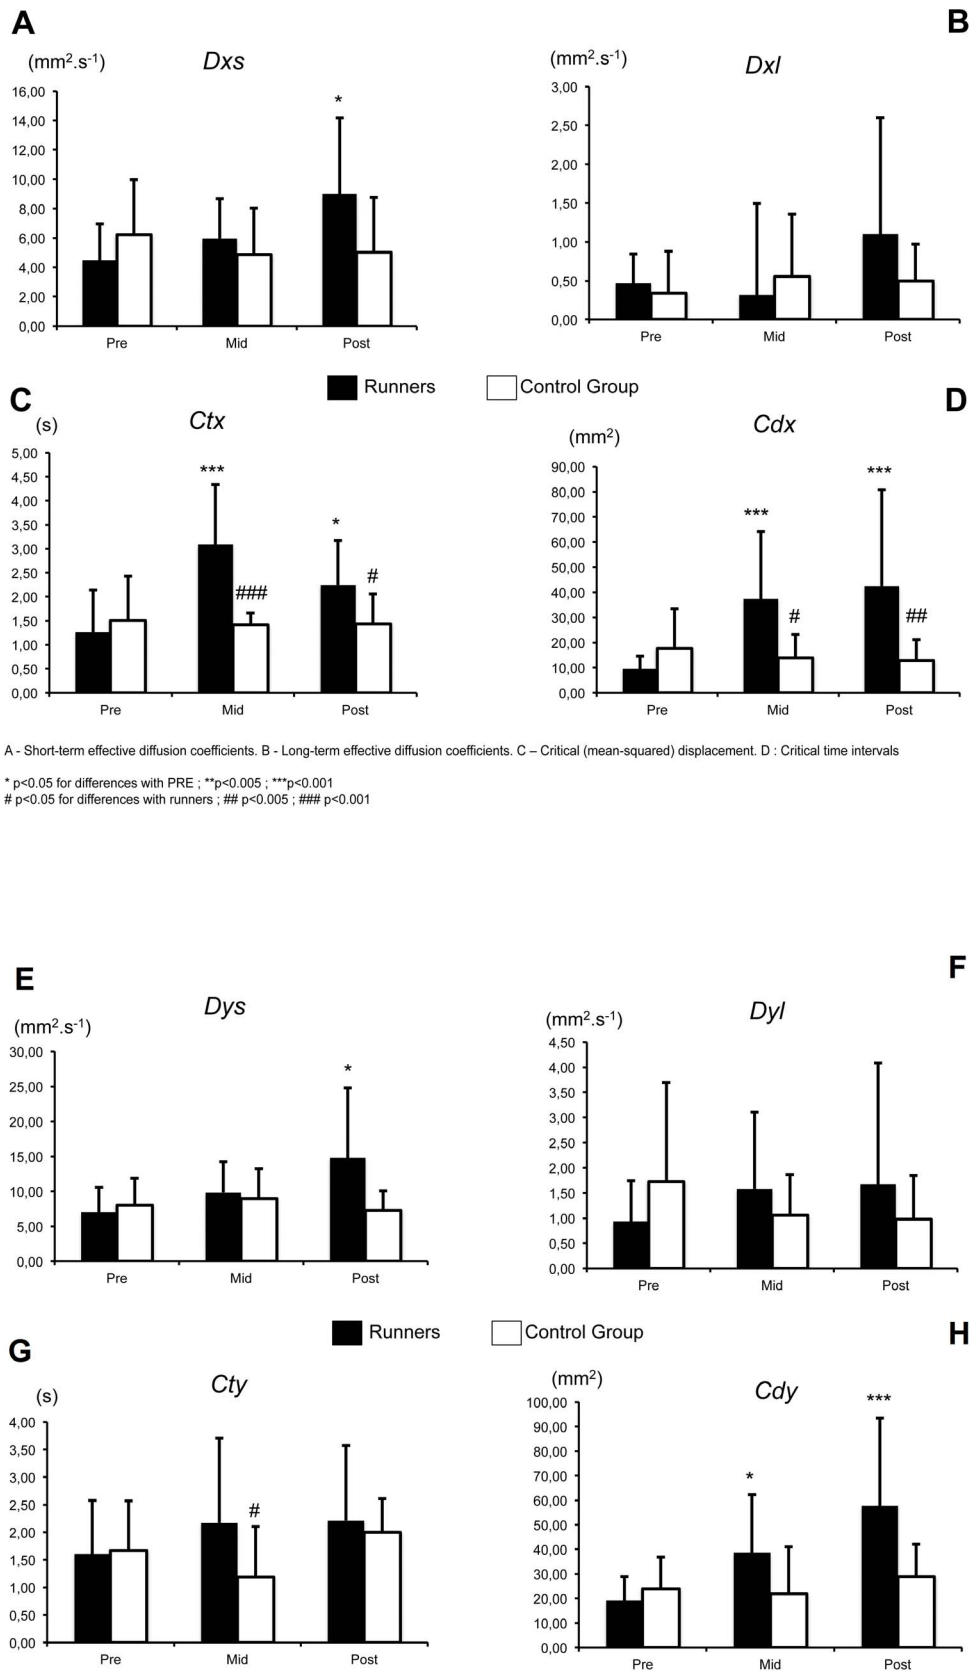 A
B
(mm2.s-1)
Dxs
(mm2.s-1)
Dxl
16,00
14,00
12,00
10,00
8,00
6,00
4,00
2,00
0,00
*
Pre
Mid
Post
3,00
2,50
2,00
1,50
1,00
0,50
0,00
Pre
Mid
Post
Runners
Control Group
C
D
(s)
Ctx
(mm2)
Cdx
5,00
4,50
4,00
3,50
3,00
2,50
2,00
1,50
1,00
0,50
0,00
***
###
*
#
Pre
Mid
Post
90,00
80,00
70,00
60,00
50,00
40,00
30,00
20,00
10,00
0,00
***
#
***
##
Pre
Mid
Post
A - Short-term effective diffusion coefficients. B - Long-term effective diffusion coefficients. C – Critical (mean-squared) displacement. D : Critical time intervals
* p<0.05 for differences with PRE ; **p<0.005 ; ***p<0.001
# p<0.05 for differences with runners ; ## p<0.005 ; ### p<0.001
E
F
(mm2.s-1)
Dys
(mm2.s-1)
Dyl
30,00
25,00
20,00
15,00
10,00
5,00
0,00
*
Pre
Mid
Post
4,50
4,00
3,50
3,00
2,50
2,00
1,50
1,00
0,50
0,00
Pre
Mid
Post
Runners
Control Group
G
H
(s)
Cty
(mm2)
Cdy
4,00
3,50
3,00
2,50
2,00
1,50
1,00
0,50
0,00
#
Pre
Mid
Post
100,00
90,00
80,00
70,00
60,00
50,00
40,00
30,00
20,00
10,00
0,00
*
***
Pre
Mid
Post